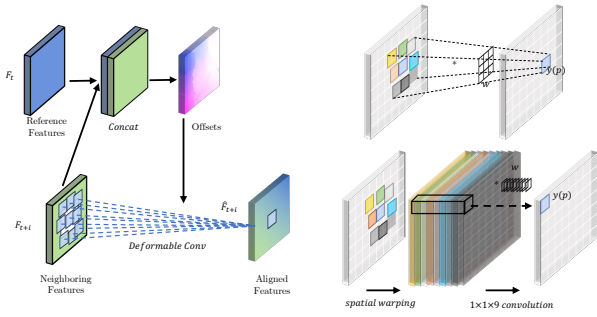 F_t
Reference
Features
Concat
Offsets
F_{t+i}
F̂_{t+i}
Deformable Conv
Neighboring
Features
Aligned
Features
*
w
y(p)
w
*
y(p)
spatial warping
1×1×9 convolution